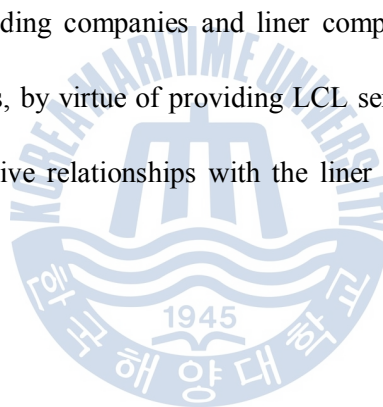 ding companies and liner comp
s, by virtue of providing LCL ser
ive relationships with the liner
KOREA MARITIME UNIVERSITY
1945
한국해양대학교